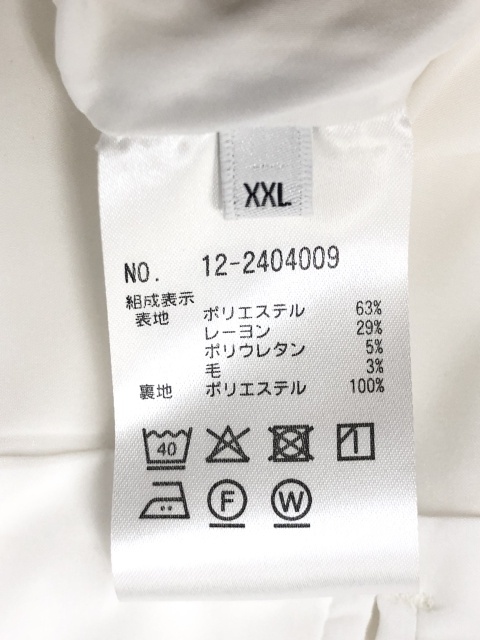 XXL
NO. 12-2404009
組成表示
表地 ポリエステル 63%
レーヨン 29%
ポリウレタン 5%
毛 3%
裏地 ポリエステル 100%
40
F W